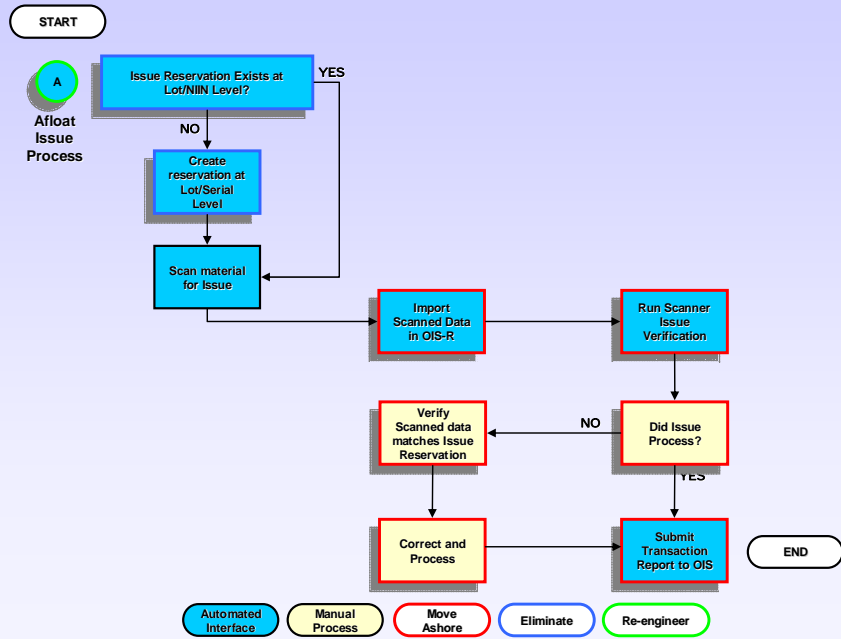 START
A
Afloat
Issue
Process
Issue Reservation Exists at
Lot/NIIN Level?
YES
NO
Create
reservation at
Lot/Serial
Level
Scan material
for Issue
Import
Scanned Data
in OIS-R
Run Scanner
Issue
Verification
Verify
Scanned data
matches Issue
Reservation
NO
Did Issue
Process?
YES
Correct and
Process
Submit
Transaction
Report to OIS
END
Automated
Interface
Manual
Process
Move
Ashore
Eliminate
Re-engineer